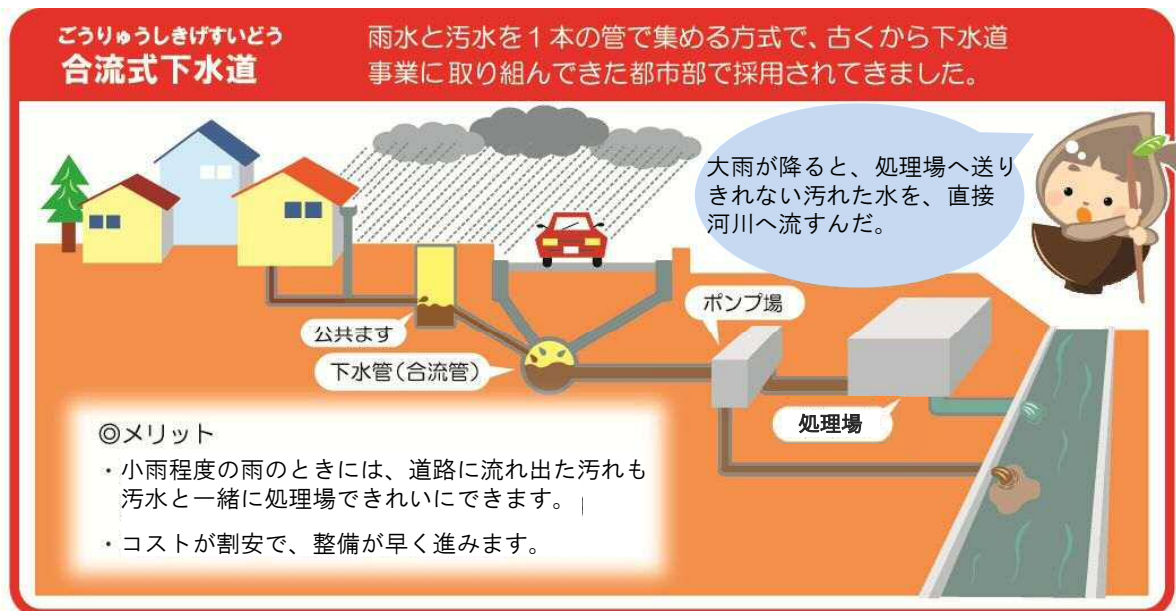 ごうりゅうしきげすいどう
合流式下水道
雨水と汚水を1本の管で集める方式で、古くから下水道
事業に取り組んできた都市部で採用されてきました。
大雨が降ると、処理場へ送り
きれない汚れた水を、直接
河川へ流すんだ。
ポンプ場
公共ます
下水管(合流管)
処理場
◎メリット
・小雨程度の雨のときには、道路に流れ出た汚れも
汚水と一緒に処理場できれいにできます。
・コストが割安で、整備が早く進みます。